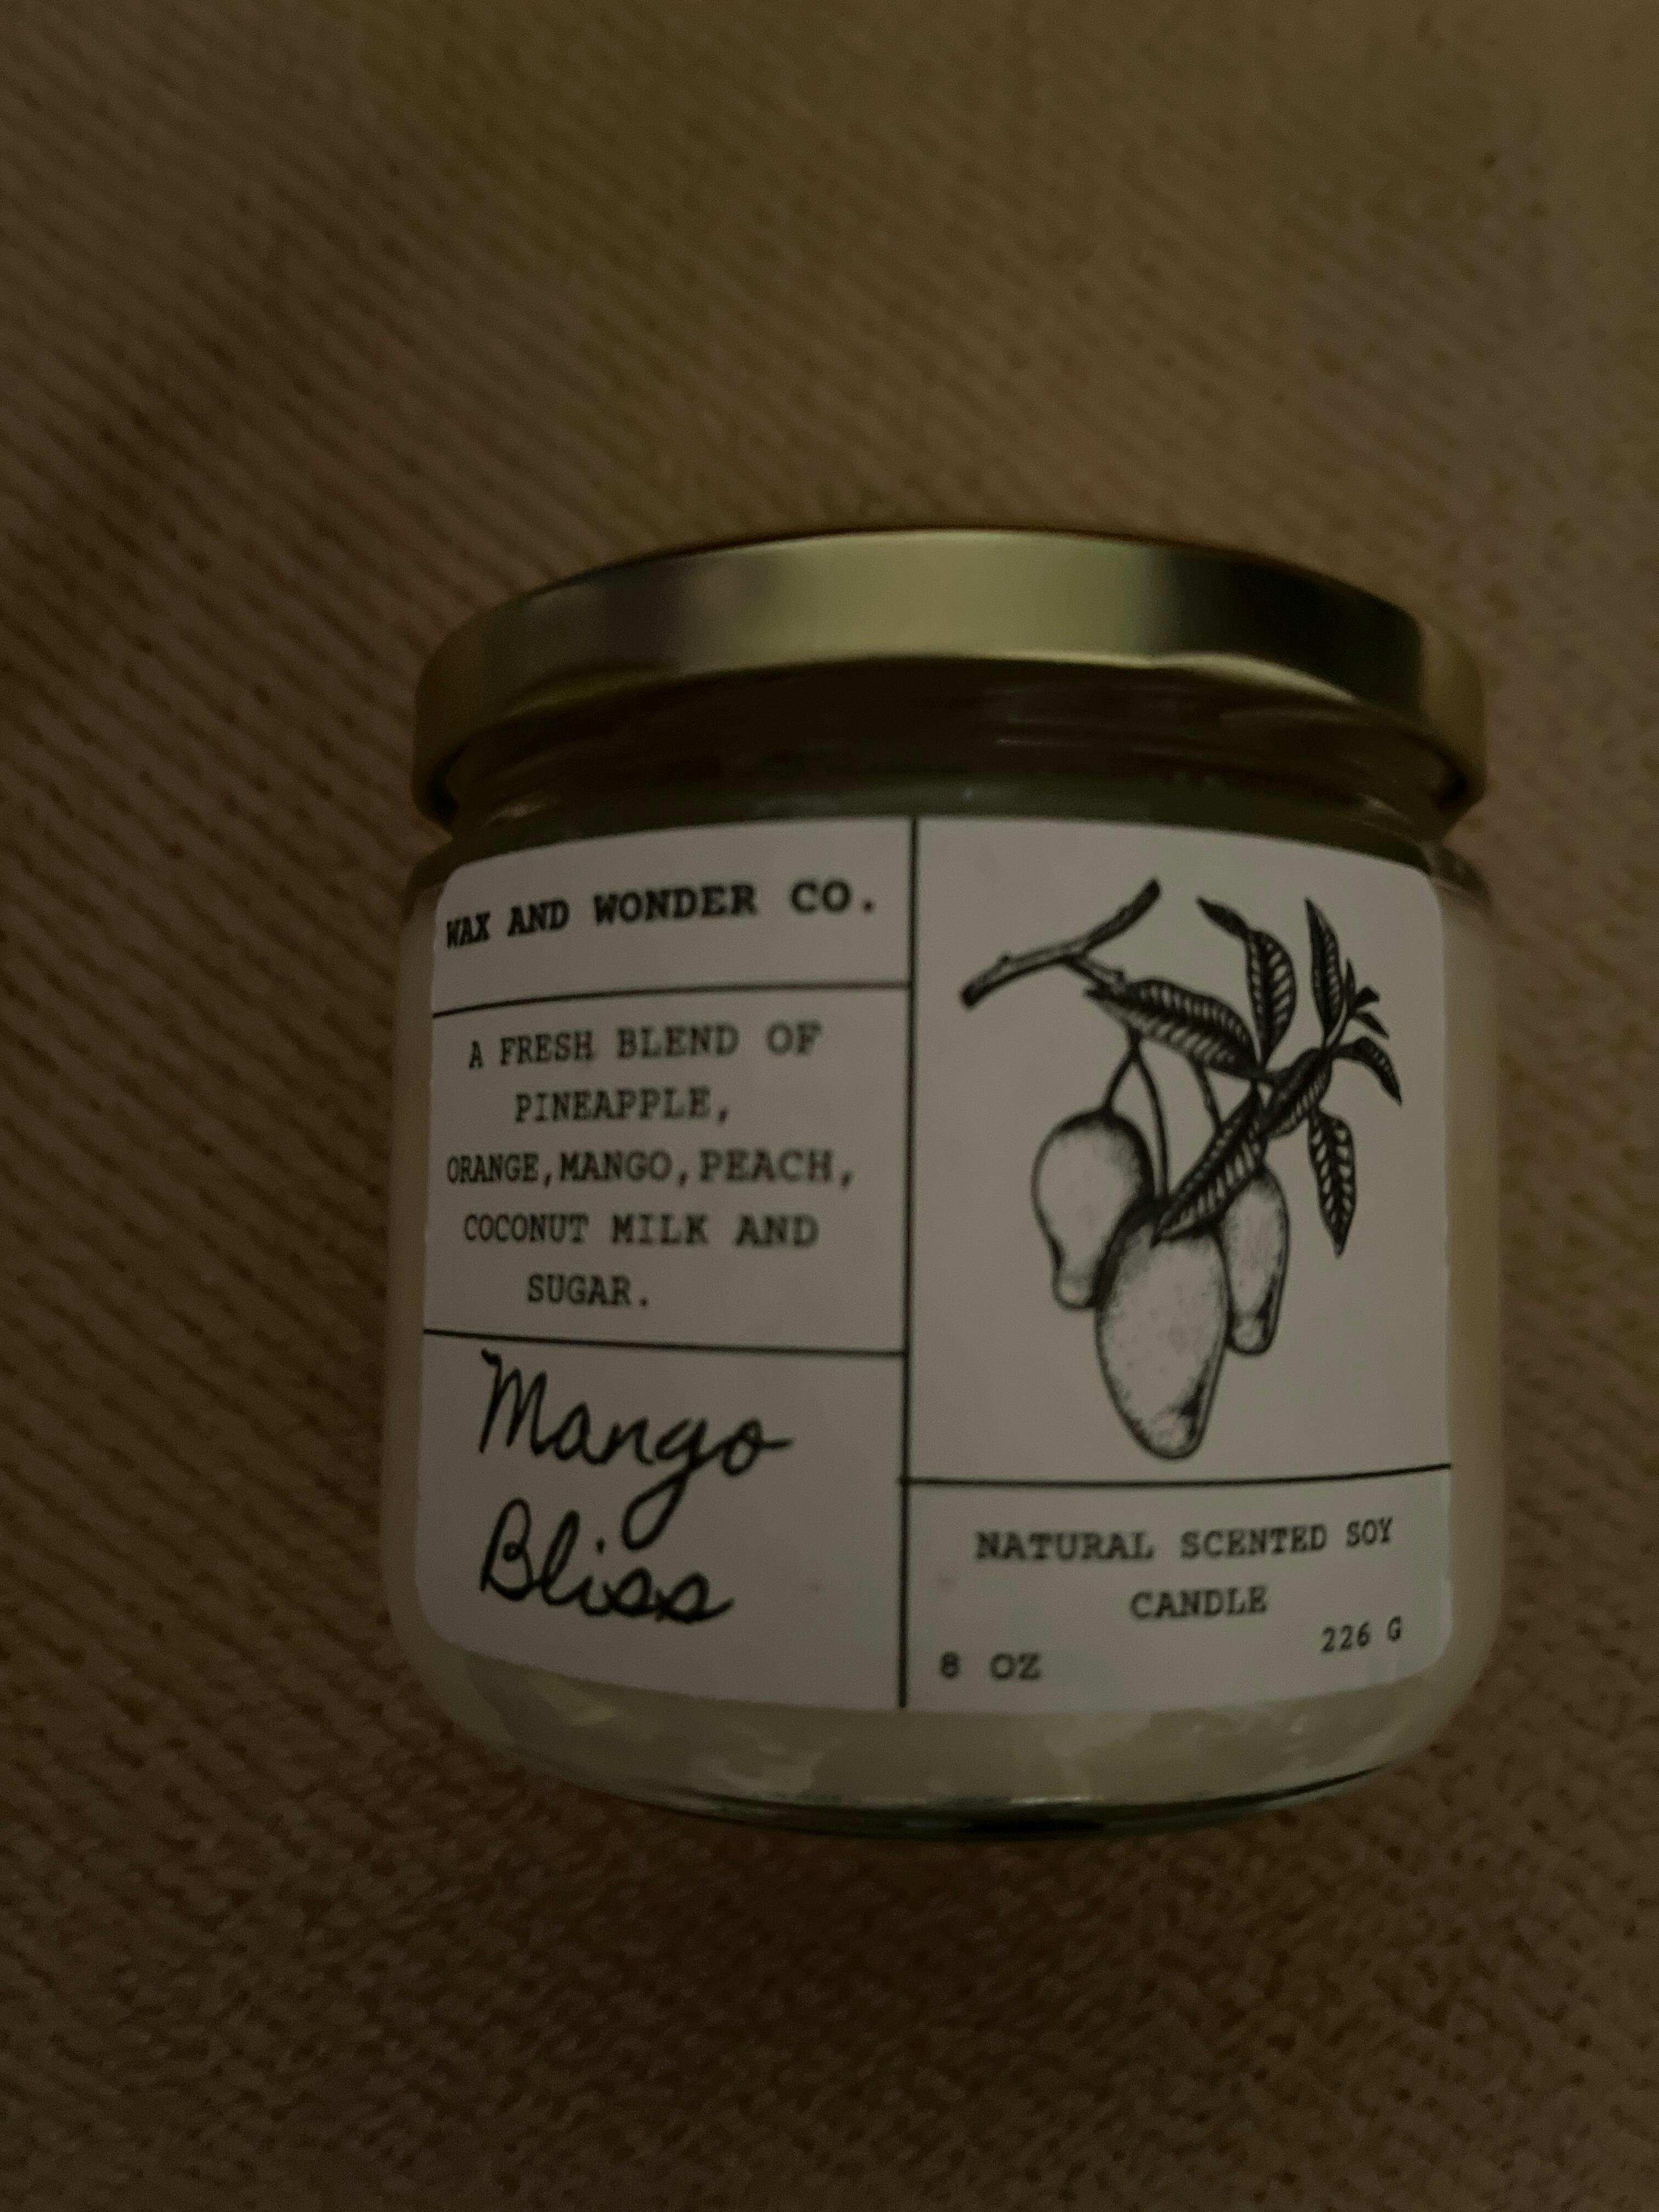 WAX AND WONDER CO.
A FRESH BLEND OF
PINEAPPLE,
ORANGE,MANGO,PEACH,
COCONUT MILK AND
SUGAR.
Mango
Bliss
NATURAL SCENTED SOY
CANDLE
8 OZ 226 G